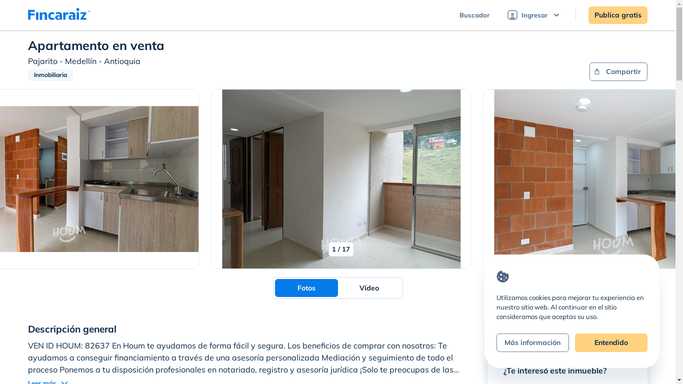 Fincaraiz
Buscador
Ingresar
Publica gratis
Apartamento en venta
Pajarito - Medellín - Antioquia
Inmobiliaria
Compartir
HOUM
HOUM
1 / 17
Fotos
Video
Descripción general
VEN ID HOUM: 82637 En Houm te ayudamos de forma fácil y segura. Los beneficios de comprar con nosotros: Te
ayudamos a conseguir financiamiento a través de una asesoría personalizada Mediación y seguimiento de todo el
proceso Ponemos a tu disposición profesionales en notariado, registro y asesoría jurídica ¡Solo te preocupas de las...
Leer más
Utilizamos cookies para mejorar tu experiencia en
nuestro sitio web. Al continuar en el sitio
consideramos que aceptas su uso.
Más información
Entendido
¿Te interesó este inmueble?